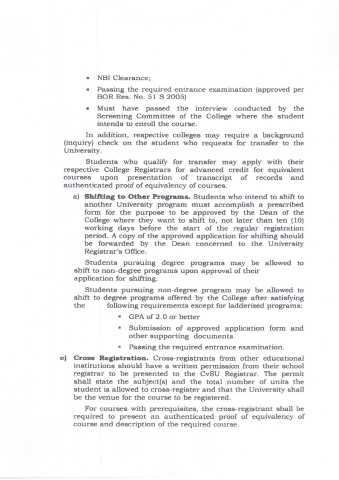 • NBI Clearance;
• Passing the required entrance examination (approved per
BOR Res. No. 51 S 2005)
• Must have passed the interview conducted by the
Screening Committee of the College where the student
intends to enroll the course.
In addition, respective colleges may require a background
(inquiry) check on the student who requests for transfer to the
University.
Students who qualify for transfer may apply with their
respective College Registrars for advanced credit for equivalent
courses upon presentation of transcript of records and
authenticated proof of equivalency of courses.
a) Shifting to Other Programs. Students who intend to shift to
another University program must accomplish a prescribed
form for the purpose to be approved by the Dean of the
College where they want to shift to, not later than ten (10)
working days before the start of the regular registration
period. A copy of the approved application for shifting should
be forwarded by the Dean concerned to the University
Registrar's Office.
Students pursuing degree programs may be allowed to
shift to non-degree programs upon approval of their
application for shifting.
Students pursuing non-degree program may be allowed to
shift to degree programs offered by the College after satisfying
the following requirements except for ladderized programs:
• GPA of 2.0 or better
• Submission of approved application form and
other supporting documents
• Passing the required entrance examination.
c) Cross Registration. Cross-registrants from other educational
institutions should have a written permission from their school
registrar to be presented to the CvSU Registrar. The permit
shall state the subject(s) and the total number of units the
student is allowed to cross-register and that the University shall
be the venue for the course to be registered.
For courses with prerequisites, the cross-registrant shall be
required to present an authenticated proof of equivalency of
course and description of the required course.